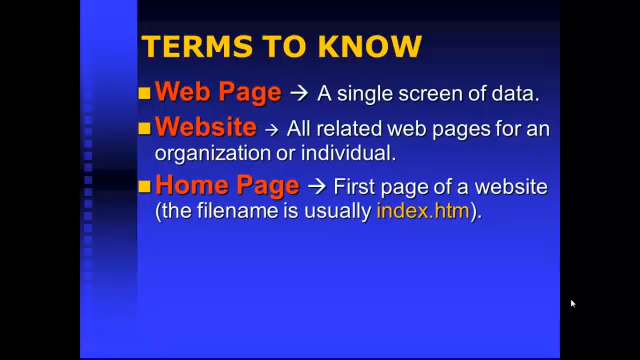 TERMS TO KNOW
Web Page → A single screen of data.
Website → All related web pages for an
organization or individual.
Home Page → First page of a website
(the filename is usually index.htm).